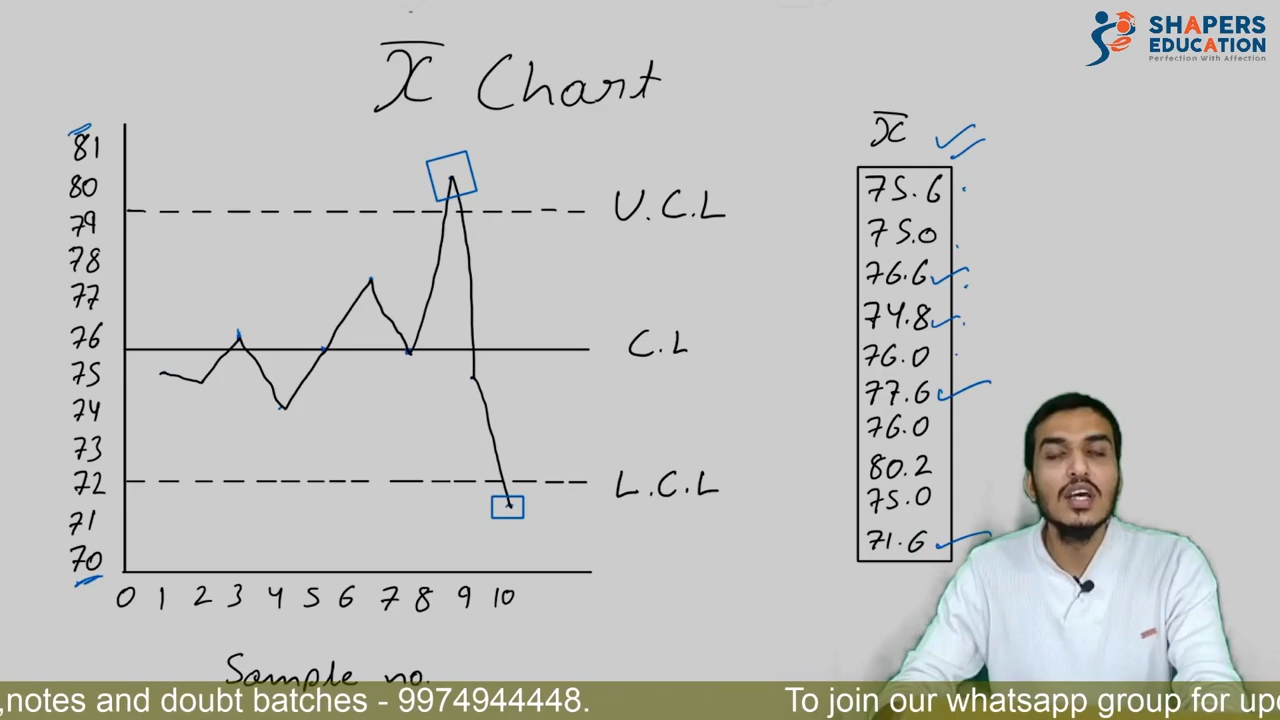 SHAPERS
EDUCATION
Perfection With Affection
X̅ Chart
81
80
79
78
77
76
75
74
73
72
71
70
U.C.L
C.L
L.C.L
0 1 2 3 4 5 6 7 8 9 10
Sample no.
X̅
75.6
75.0
76.6
74.8
76.0
77.6
76.0
80.2
75.0
71.6
,notes and doubt batches - 9974944448. To join our whatsapp group for upd